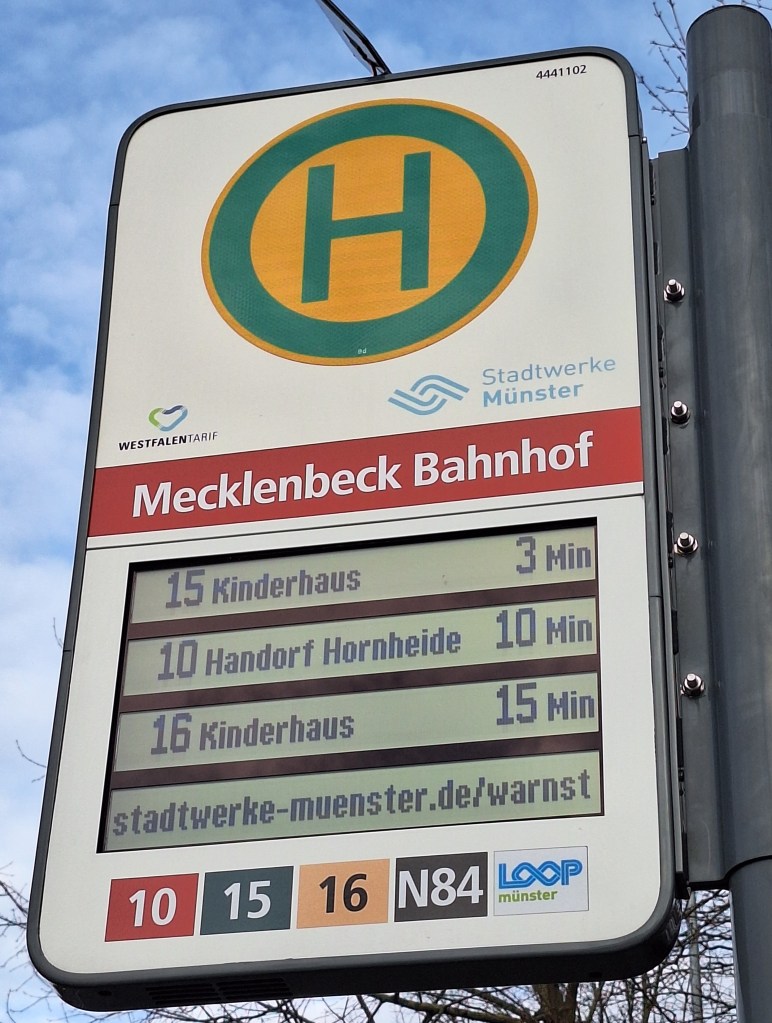 4441102
H
WESTFALENTARIF
Stadtwerke
Münster
Mecklenbeck Bahnhof
15 Kinderhaus 3 Min
10 Handorf Hornheide 10 Min
16 Kinderhaus 15 Min
stadtwerke-muenster.de/warnst
10 15 16 N84 LOOP
münster